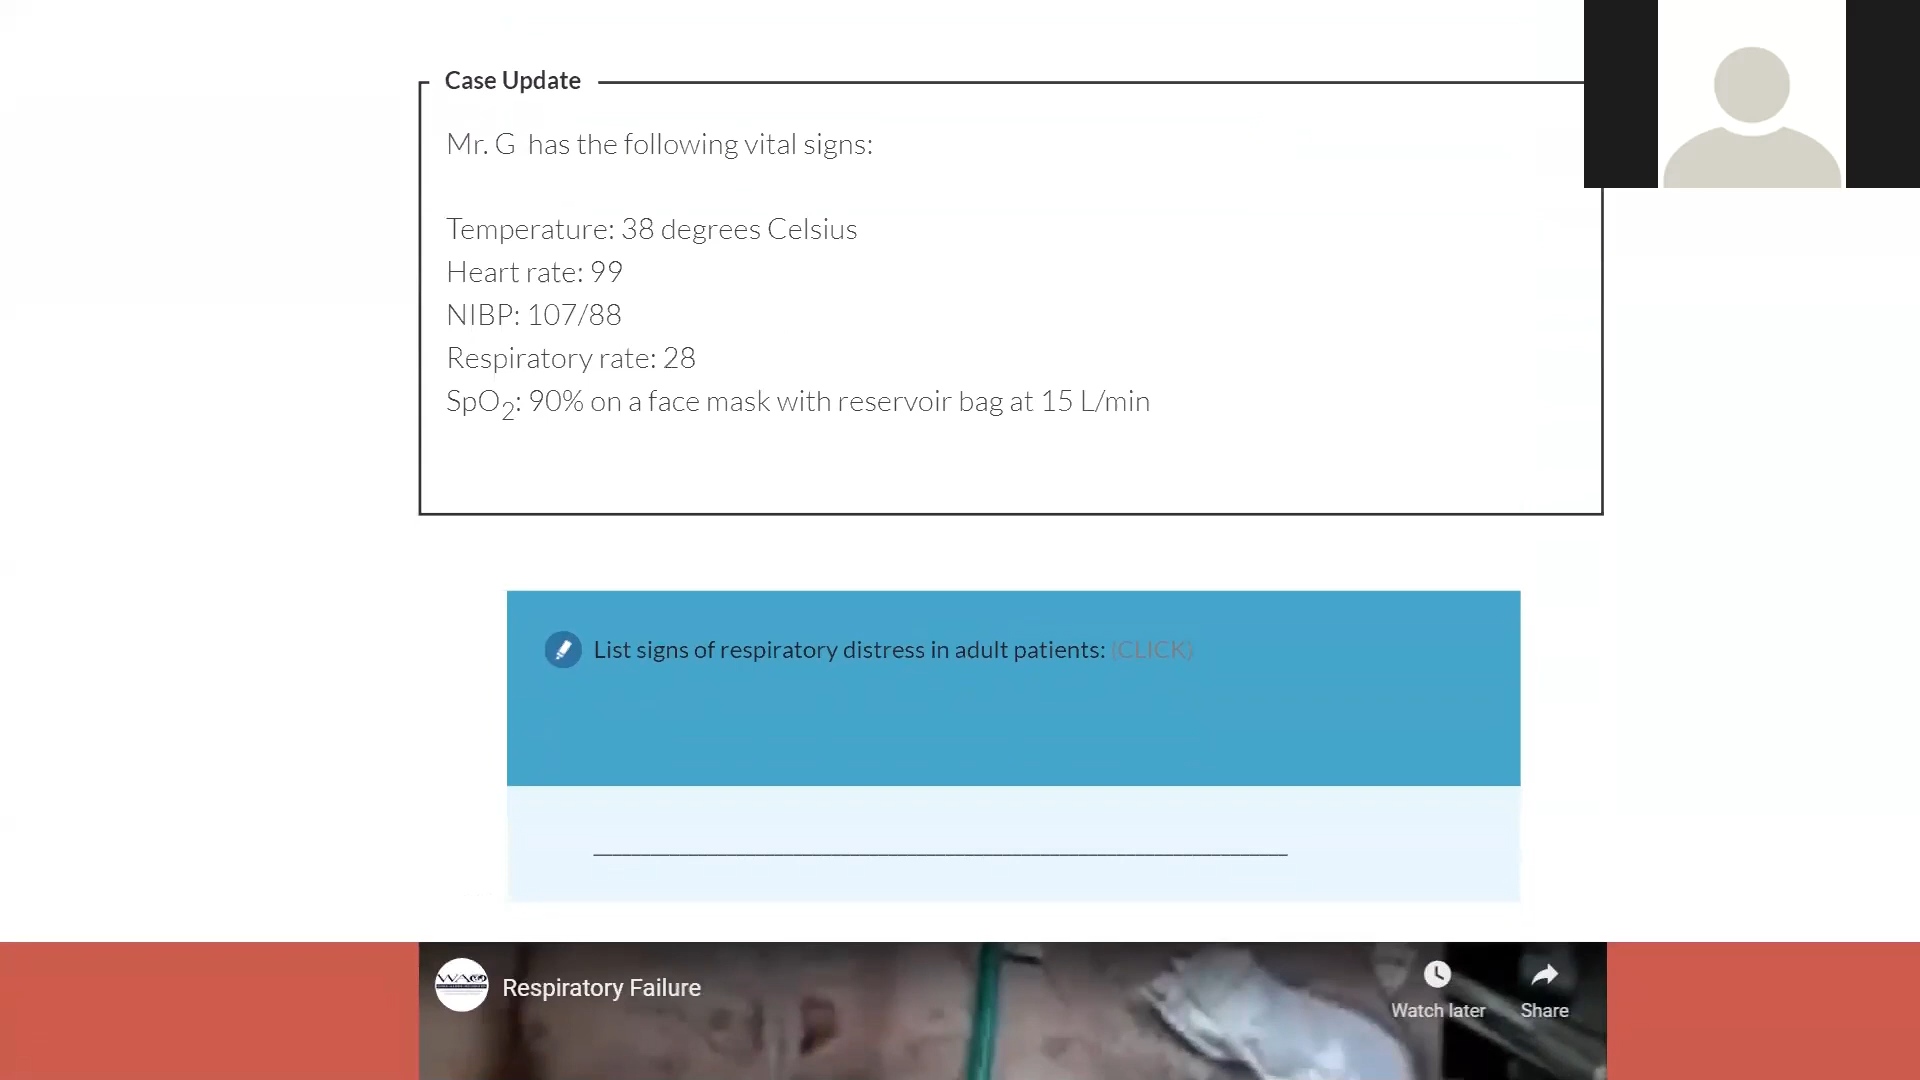 Case Update
Mr. G has the following vital signs:
Temperature: 38 degrees Celsius
Heart rate: 99
NIBP: 107/88
Respiratory rate: 28
SpO₂: 90% on a face mask with reservoir bag at 15 L/min
List signs of respiratory distress in adult patients: (CLICK)
Respiratory Failure
Watch later
Share